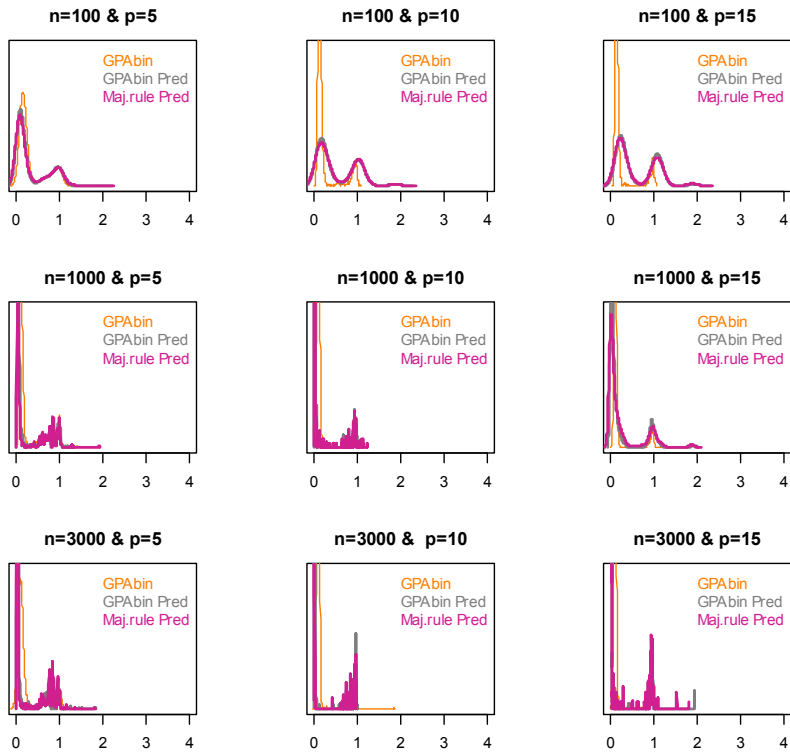 n=100 & p=5
GPAbin
GPAbin Pred
Maj.rule Pred
0 1 2 3 4
n=100 & p=10
GPAbin
GPAbin Pred
Maj.rule Pred
0 1 2 3 4
n=100 & p=15
GPAbin
GPAbin Pred
Maj.rule Pred
0 1 2 3 4
n=1000 & p=5
GPAbin
GPAbin Pred
Maj.rule Pred
0 1 2 3 4
n=1000 & p=10
GPAbin
GPAbin Pred
Maj.rule Pred
0 1 2 3 4
n=1000 & p=15
GPAbin
GPAbin Pred
Maj.rule Pred
0 1 2 3 4
n=3000 & p=5
GPAbin
GPAbin Pred
Maj.rule Pred
0 1 2 3 4
n=3000 & p=10
GPAbin
GPAbin Pred
Maj.rule Pred
0 1 2 3 4
n=3000 & p=15
GPAbin
GPAbin Pred
Maj.rule Pred
0 1 2 3 4